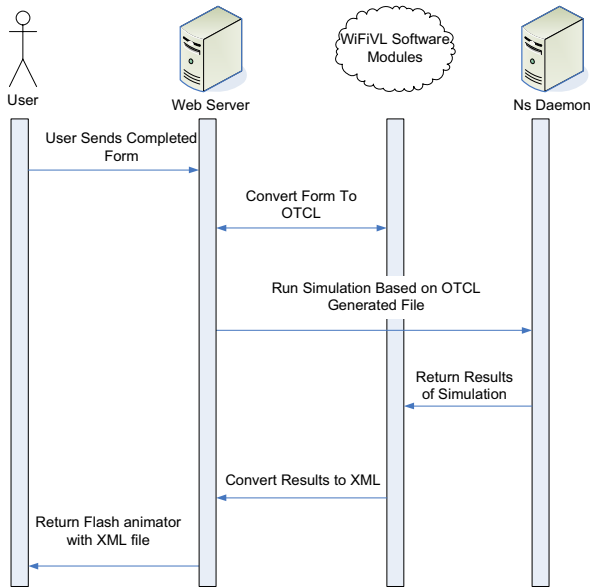 WiFiVL Software
Modules
User
Web Server
Ns Daemon
User Sends Completed
Form
Convert Form To
OTCL
Run Simulation Based on OTCL
Generated File
Return Results
of Simulation
Convert Results to XML
Return Flash animator
with XML file